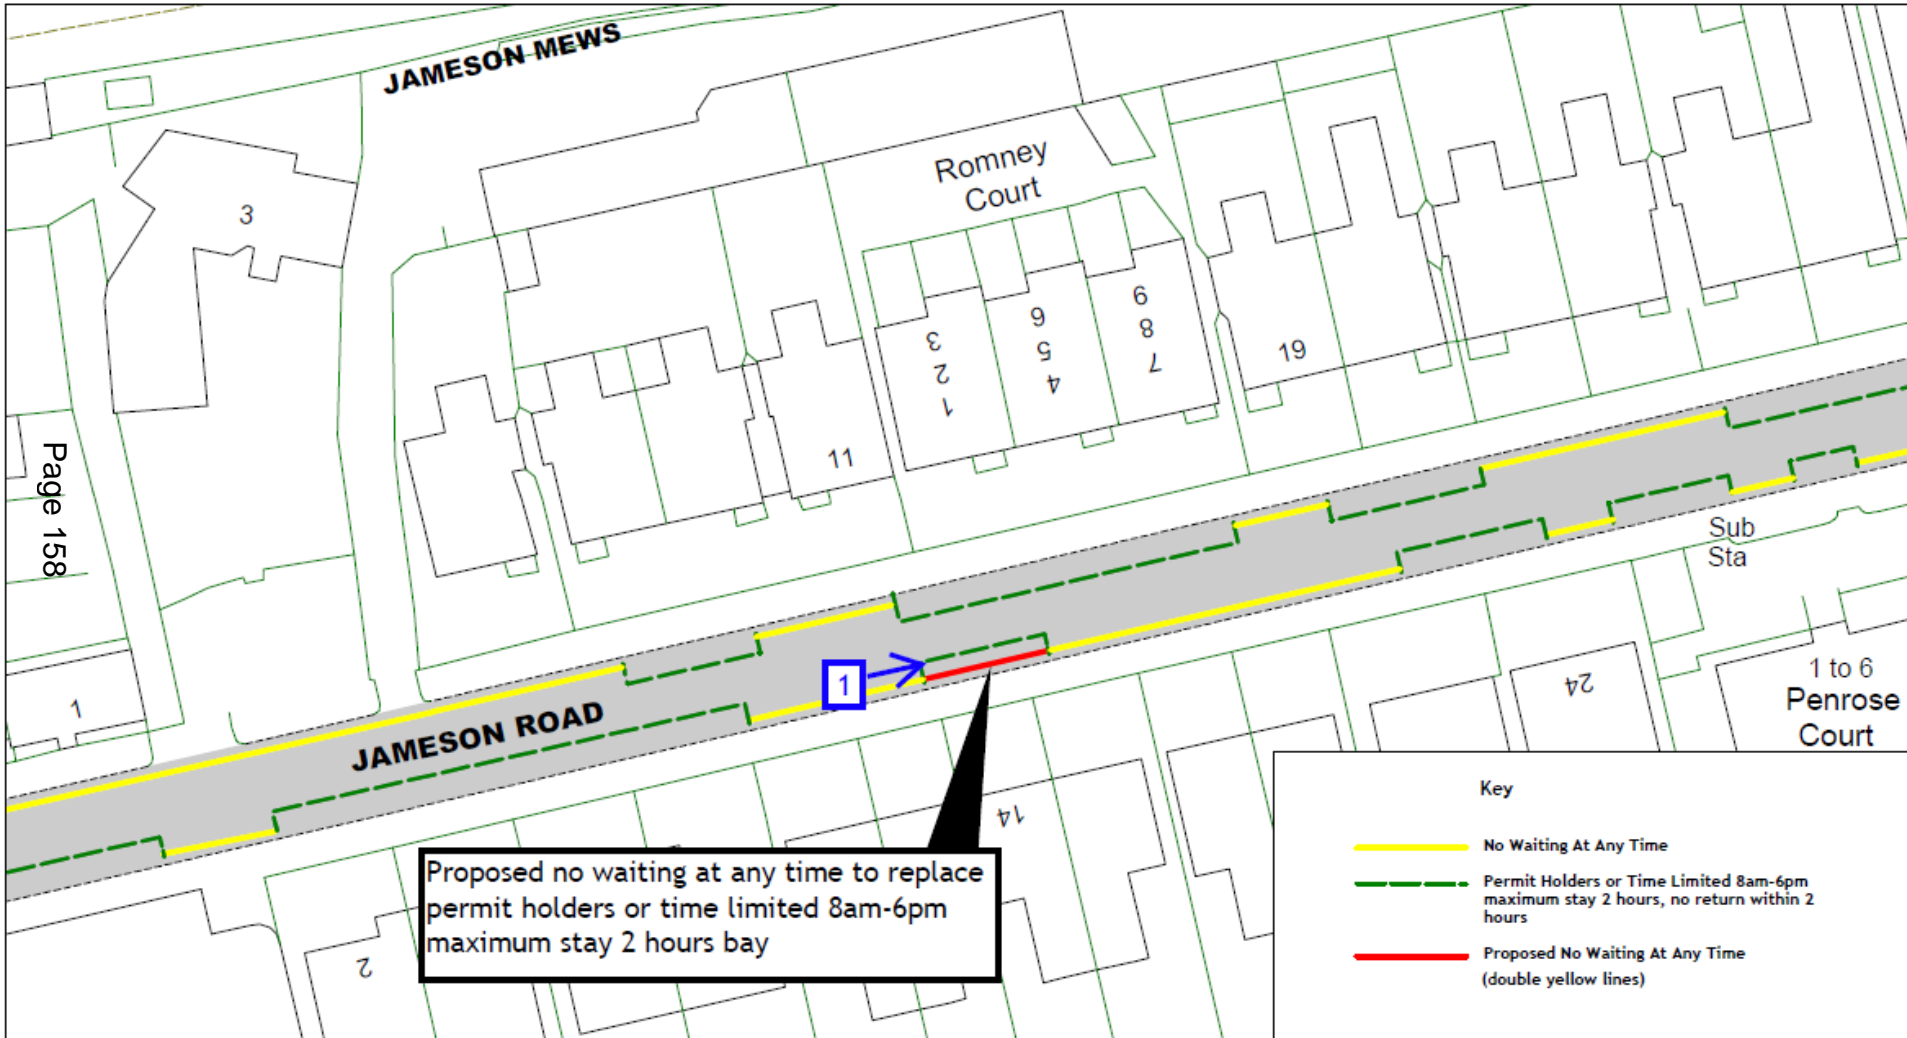 JAMESON MEWS
Romney
Court
3
3
2
1
6
5
4
9
8
7
19
11
Page 158
Sub
Sta
1
1
JAMESON ROAD
24
1 to 6
Penrose
Court
14
2
Proposed no waiting at any time to replace
permit holders or time limited 8am-6pm
maximum stay 2 hours bay
Key
No Waiting At Any Time
Permit Holders or Time Limited 8am-6pm
maximum stay 2 hours, no return within 2
hours
Proposed No Waiting At Any Time
(double yellow lines)